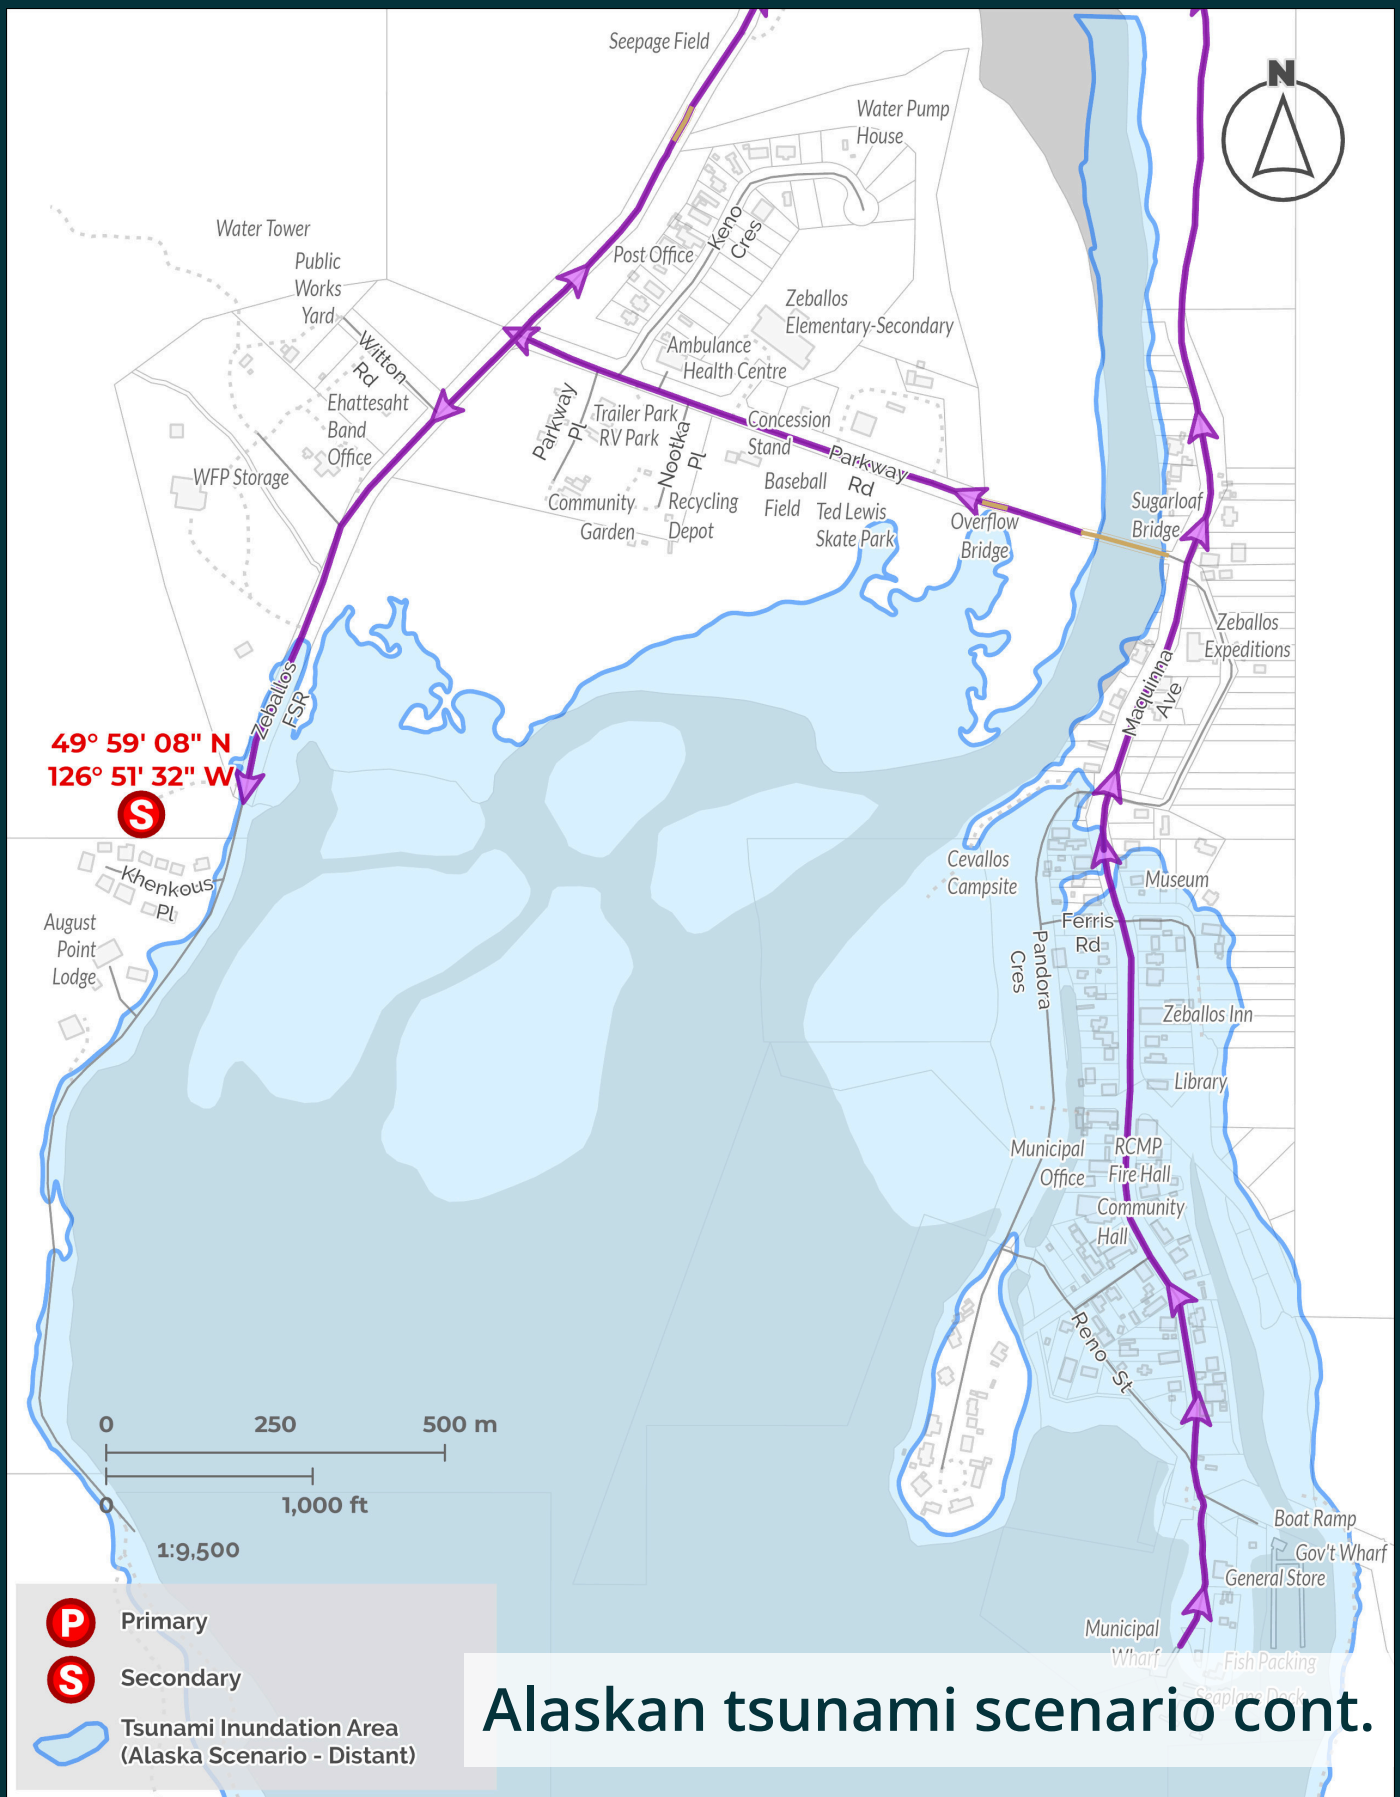 N
Seepage Field
Water Pump
House
Water Tower
Public
Works
Yard
Post Office
Keno
Cres
Zeballos
Elementary-Secondary
Witton
Rd
Ambulance
Health Centre
Ehattesaht
Band
Office
Parkway
Pl
Trailer Park
RV Park
Nootka
Pl
Concession
Stand
Parkway
Rd
WFP Storage
Baseball
Field
Community
Garden
Recycling
Depot
Ted Lewis
Skate Park
Overflow
Bridge
Sugarloaf
Bridge
Zeballos
Expeditions
Zeballos
FSR
Maquinna
Ave
49° 59' 08" N
126° 51' 32" W
S
Khenkous
Pl
August
Point
Lodge
Cevallos
Campsite
Museum
Ferris
Rd
Pandora
Cres
Zeballos Inn
Library
Municipal
Office
RCMP
Fire Hall
Community
Hall
Reno St
0 250 500 m
0 1,000 ft
1:9,500
Boat Ramp
Gov't Wharf
General Store
Municipal
Wharf
Fish Packing
Seaplane Dock
P Primary
S Secondary
Tsunami Inundation Area
(Alaska Scenario - Distant)
Alaskan tsunami scenario cont.